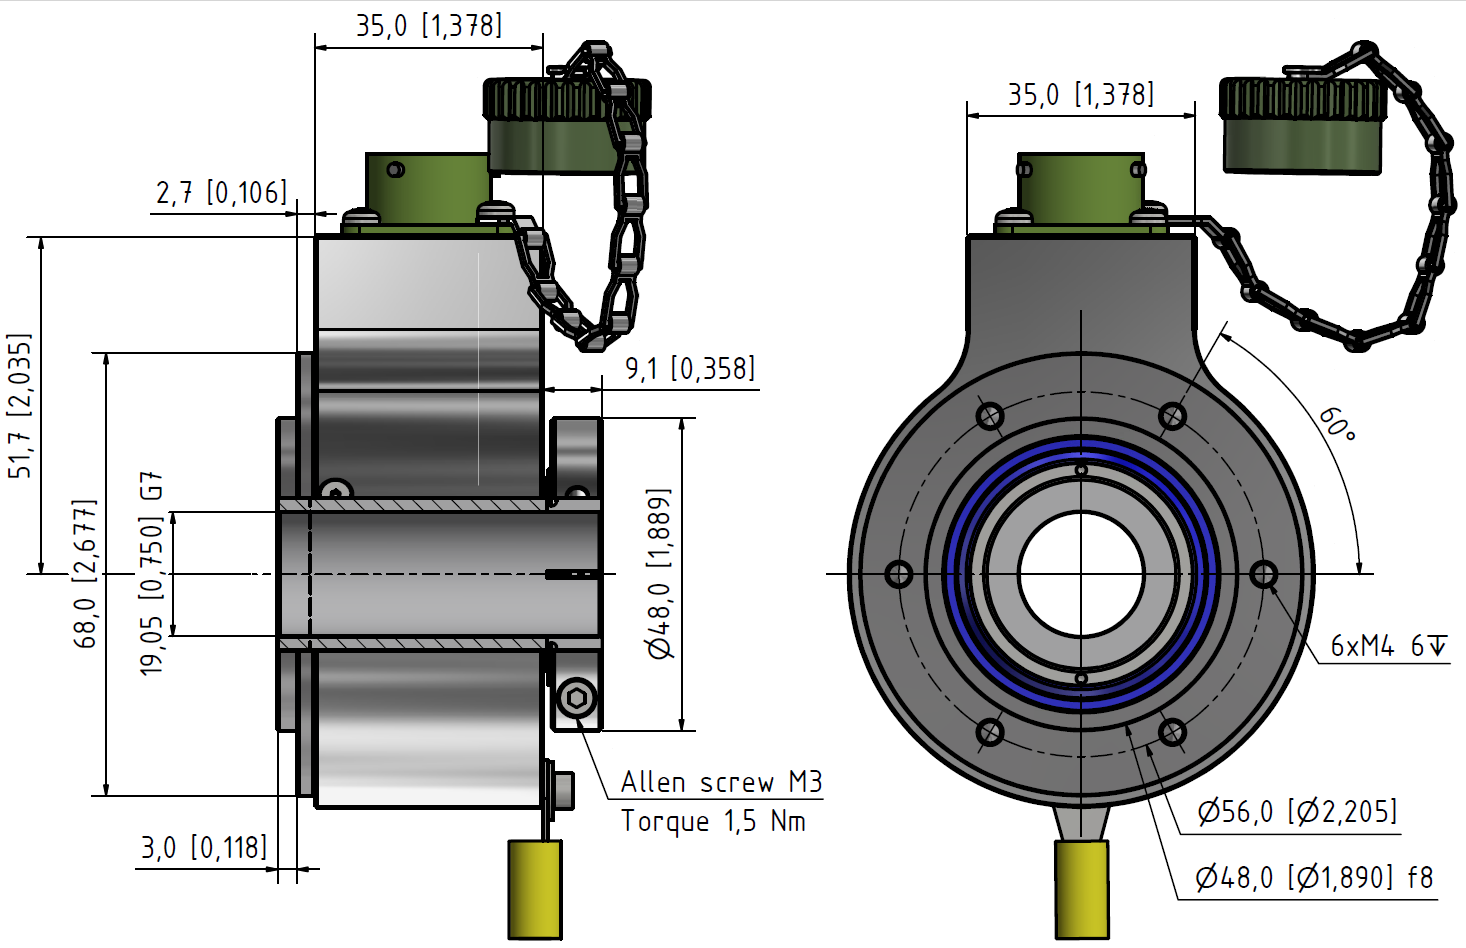 35,0 [1,378]
35,0 [1,378]
2,7 [0,106]
51,7 [2,035]
9,1 [0,358]
60°
68,0 [2,677]
19,05 [0,750] G7
Ø48,0 [1,889]
6xM4 6↧
Allen screw M3
Torque 1,5 Nm
Ø56,0 [Ø2,205]
3,0 [0,118]
Ø48,0 [Ø1,890] f8